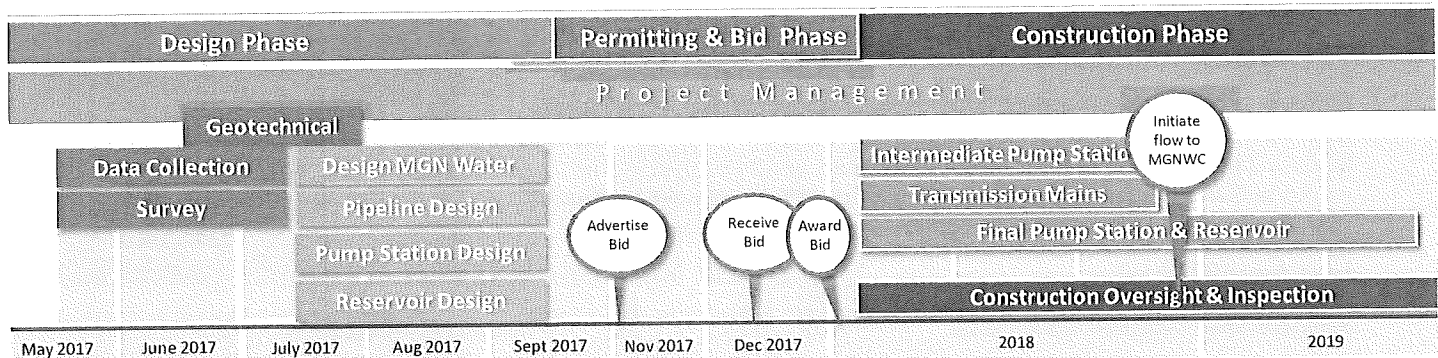 Design Phase
Permitting & Bid Phase
Construction Phase
Project Management
Geotechnical
Data Collection
Survey
Design MGN Water
Pipeline Design
Pump Station Design
Reservoir Design
Advertise
Bid
Receive
Bid
Award
Bid
Intermediate Pump Statio
Transmission Mains
Final Pump Station & Reservoir
Initiate
flow to
MGNWC
Construction Oversight & Inspection
May 2017
June 2017
July 2017
Aug 2017
Sept 2017
Nov 2017
Dec 2017
2018
2019